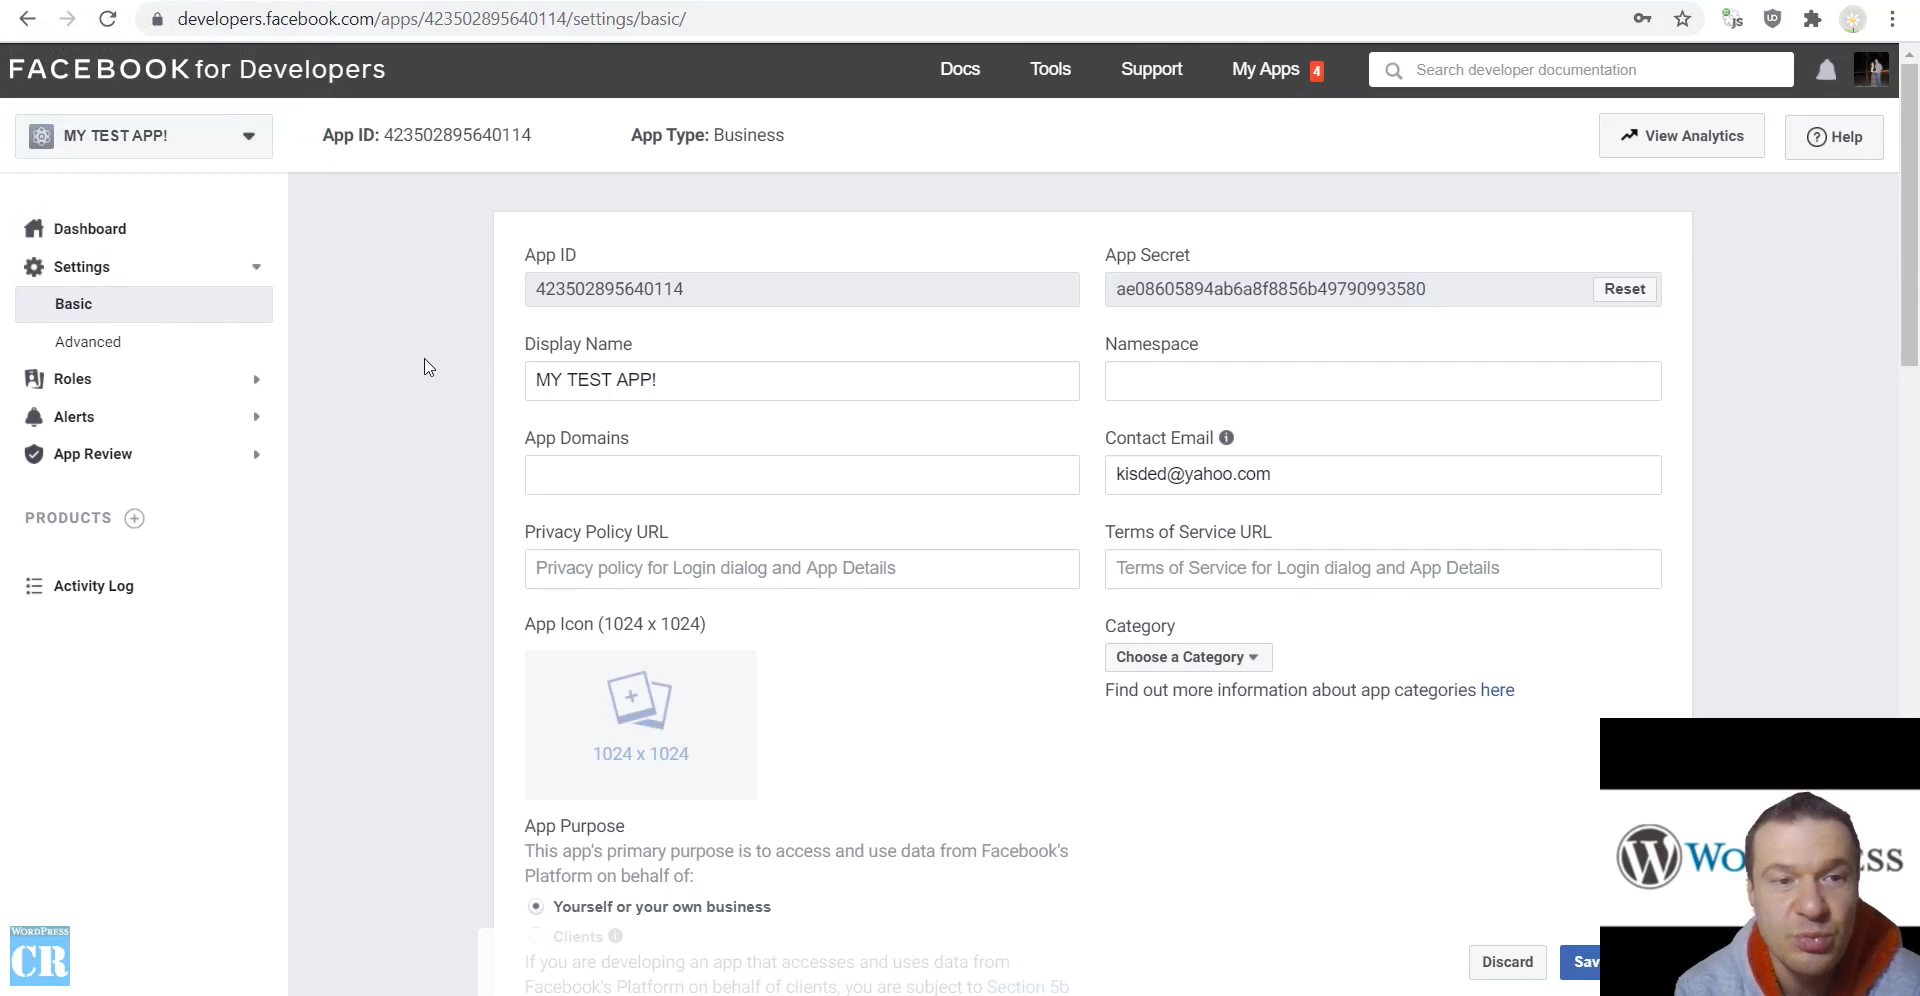 developers.facebook.com/apps/423502895640114/settings/basic/
FACEBOOK for Developers
Docs
Tools
Support
My Apps 4
Search developer documentation
MY TEST APP!
App ID: 423502895640114
App Type: Business
View Analytics
Help
Dashboard
Settings
Basic
Advanced
Roles
Alerts
App Review
PRODUCTS
Activity Log
App ID
423502895640114
App Secret
ae08605894ab6a8f8856b49790993580
Reset
Display Name
MY TEST APP!
Namespace
App Domains
Contact Email
kisded@yahoo.com
Privacy Policy URL
Privacy policy for Login dialog and App Details
Terms of Service URL
Terms of Service for Login dialog and App Details
App Icon (1024 x 1024)
1024 x 1024
Category
Choose a Category
Find out more information about app categories here
App Purpose
This app's primary purpose is to access and use data from Facebook's
Platform on behalf of:
Yourself or your own business
Clients
If you are developing an app that accesses and uses data from
Facebook's Platform on behalf of clients, you are subject to Section 5b
Discard
Sav
WORDPRESS
CR
W Wo ESS